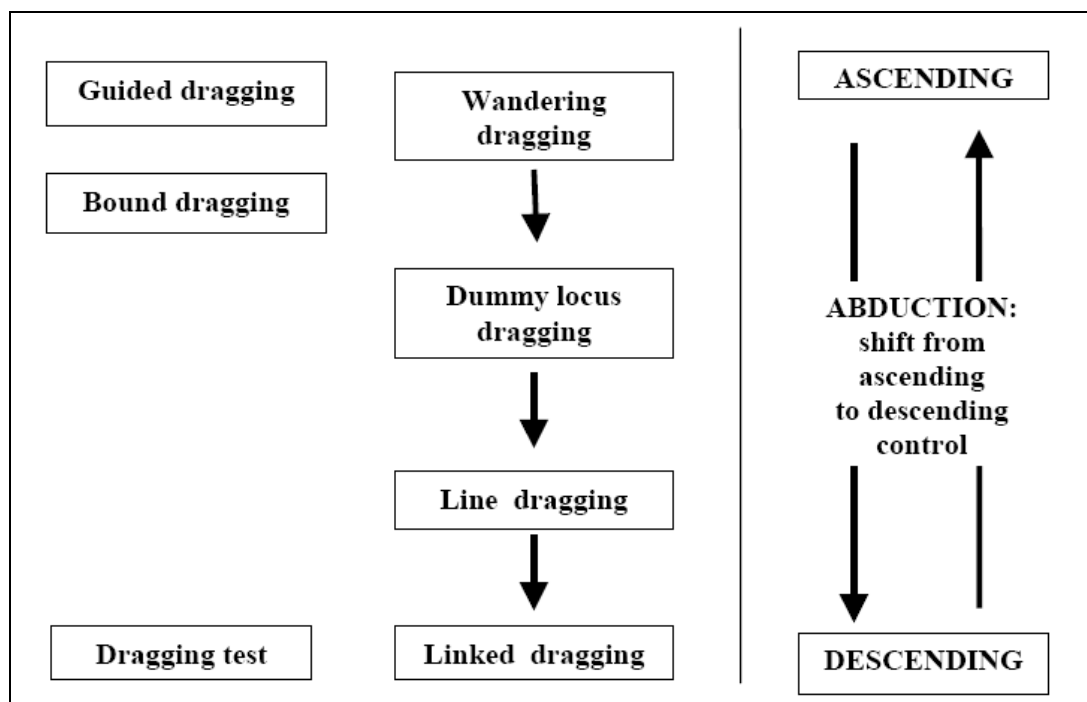 Guided dragging
Bound dragging
Dragging test
Wandering
dragging
Dummy locus
dragging
Line dragging
Linked dragging
ASCENDING
ABDUCTION:
shift from
ascending
to descending
control
DESCENDING